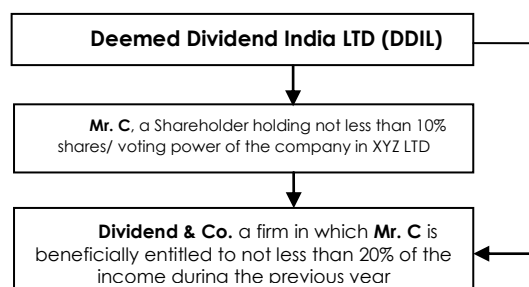 Deemed Dividend India LTD (DDIL)
Mr. C, a Shareholder holding not less than 10%
shares/ voting power of the company in XYZ LTD
Dividend & Co. a firm in which Mr. C is
beneficially entitled to not less than 20% of the
income during the previous year